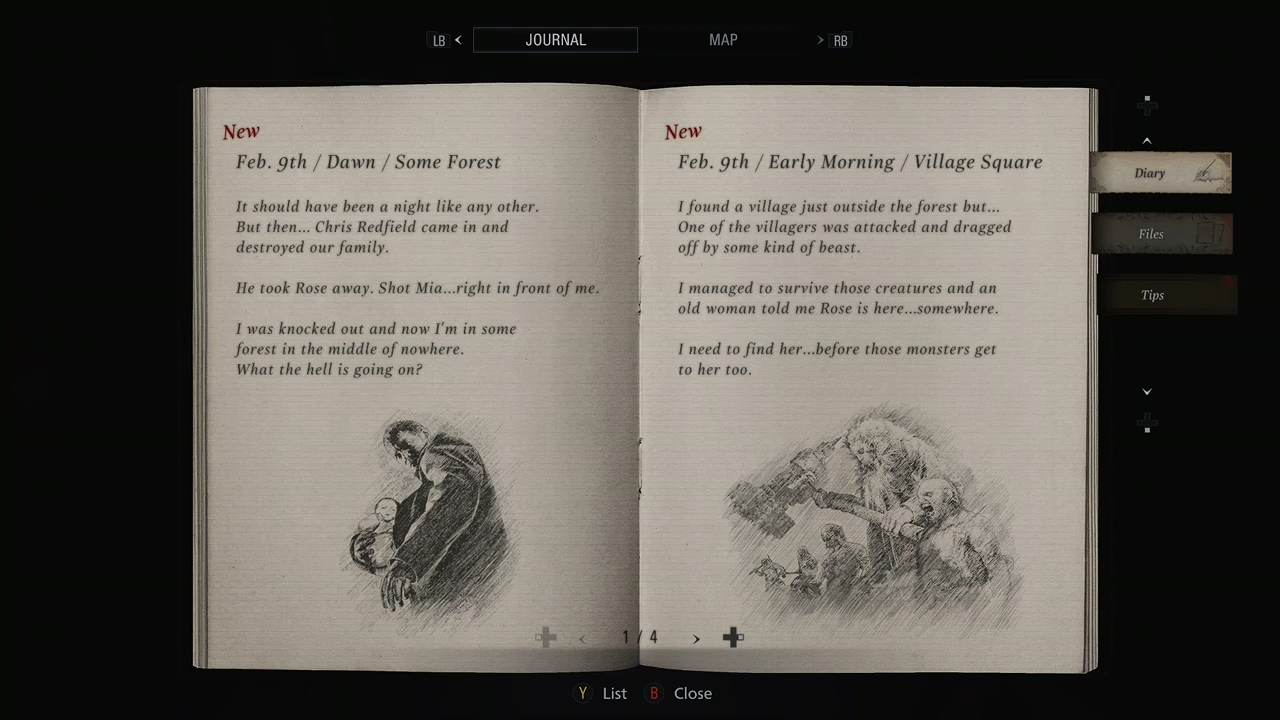 LB
JOURNAL
MAP
RB
New
Feb. 9th / Dawn / Some Forest
It should have been a night like any other.
But then... Chris Redfield came in and
destroyed our family.
He took Rose away. Shot Mia...right in front of me.
I was knocked out and now I'm in some
forest in the middle of nowhere.
What the hell is going on?
New
Feb. 9th / Early Morning / Village Square
I found a village just outside the forest but...
One of the villagers was attacked and dragged
off by some kind of beast.
I managed to survive those creatures and an
old woman told me Rose is here...somewhere.
I need to find her...before those monsters get
to her too.
Diary
Files
Tips
1 / 4
Y List B Close